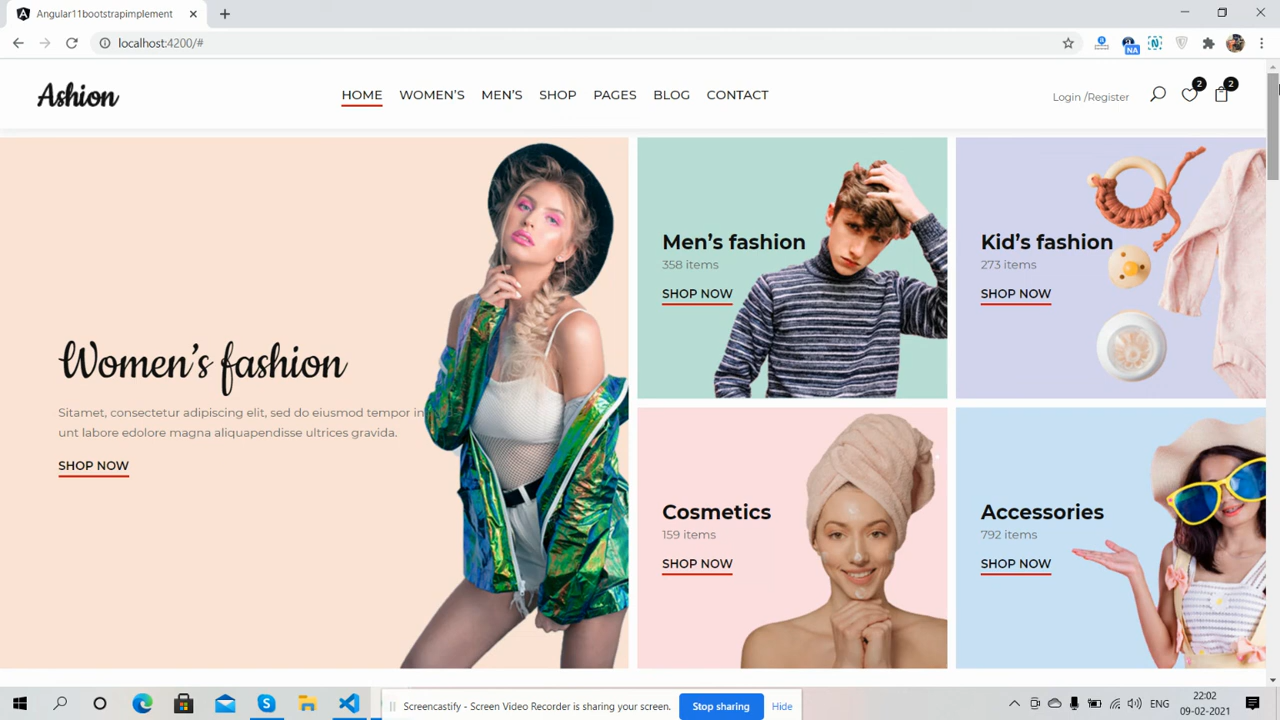 Angular11bootstrapimplement
localhost:4200/#
NA
Ashion
HOME WOMEN'S MEN'S SHOP PAGES BLOG CONTACT
Login /Register
2
2
Women's fashion
Sitamet, consectetur adipiscing elit, sed do eiusmod tempor in
unt labore edolore magna aliquapendisse ultrices gravida.
SHOP NOW
Men's fashion
358 items
SHOP NOW
Kid's fashion
273 items
SHOP NOW
Cosmetics
159 items
SHOP NOW
Accessories
792 items
SHOP NOW
Screencastify - Screen Video Recorder is sharing your screen.
Stop sharing
Hide
ENG
22:02
09-02-2021